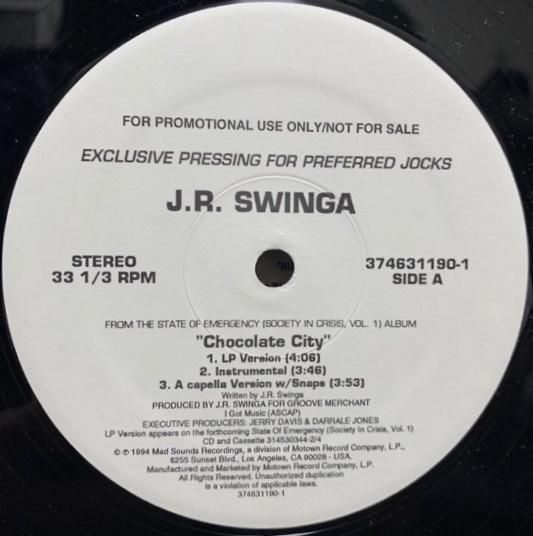 FOR PROMOTIONAL USE ONLY/NOT FOR SALE
EXCLUSIVE PRESSING FOR PREFERRED JOCKS
J.R. SWINGA
STEREO
33 1/3 RPM
374631190-1
SIDE A
FROM THE STATE OF EMERGENCY (SOCIETY IN CRISIS, VOL. 1) ALBUM
"Chocolate City"
1. LP Version (4:06)
2. Instrumental (3:46)
3. A capella Version w/Snaps (3:53)
Written by J.R. Swinga
PRODUCED BY J.R. SWINGA FOR GROOVE MERCHANT
I Got Music (ASCAP)
EXECUTIVE PRODUCERS: JERRY DAVIS & DARRALE JONES
LP Version appears on the forthcoming State Of Emergency (Society In Crisis, Vol. 1)
CD and Cassette 314530344-2/4
© ℗ 1994 Mad Sounds Recordings, a division of Motown Record Company, L.P.,
6255 Sunset Blvd., Los Angeles, CA 90028 - USA.
Manufactured and Marketed by Motown Record Company, L.P.
All Rights Reserved. Unauthorized duplication
is a violation of applicable laws.
374631190-1